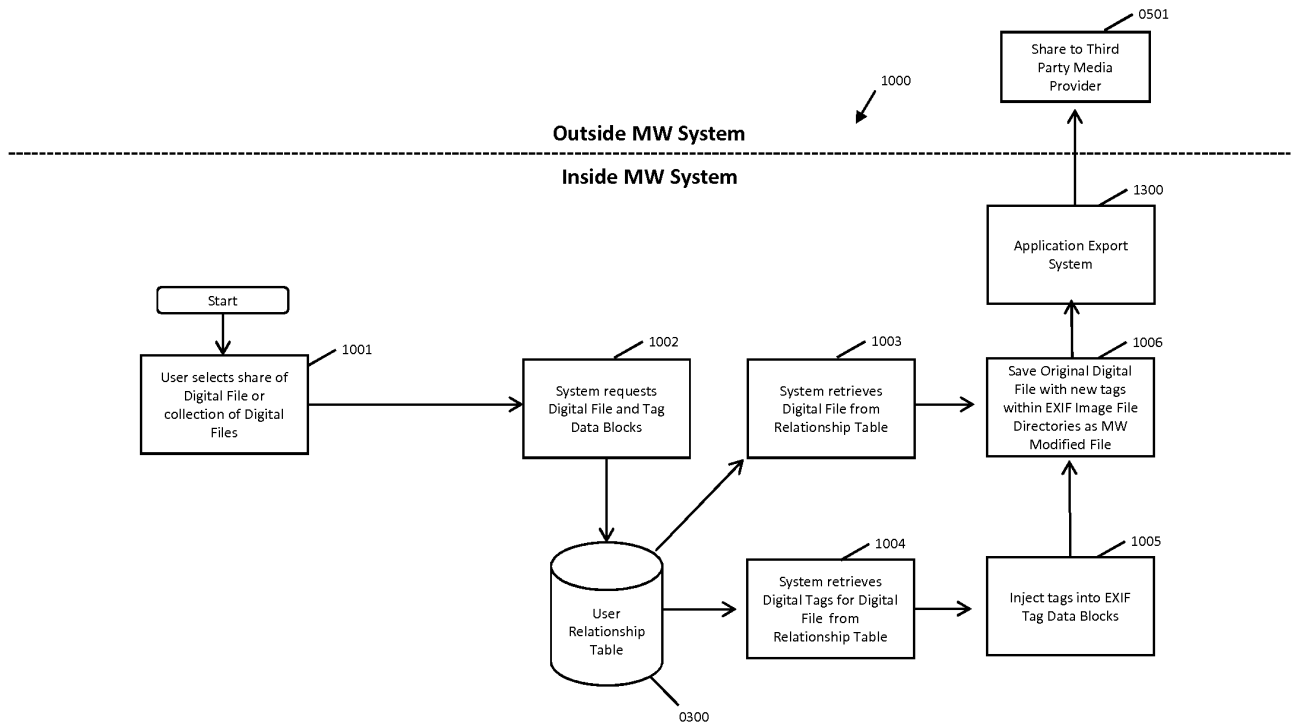 0501
Share to Third
Party Media
Provider
1000
Outside MW System
Inside MW System
1300
Application Export
System
Start
1001
User selects share of
Digital File or
collection of Digital
Files
1002
System requests
Digital File and Tag
Data Blocks
1003
System retrieves
Digital File from
Relationship Table
1006
Save Original Digital
File with new tags
within EXIF Image File
Directories as MW
Modified File
User
Relationship
Table
0300
1004
System retrieves
Digital Tags for Digital
File from
Relationship Table
1005
Inject tags into EXIF
Tag Data Blocks